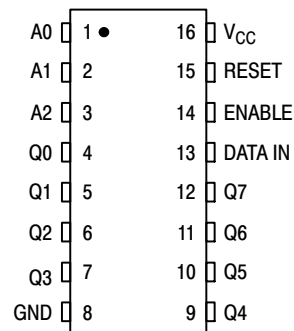 A0 1 16 V_CC
A1 2 15 RESET
A2 3 14 ENABLE
Q0 4 13 DATA IN
Q1 5 12 Q7
Q2 6 11 Q6
Q3 7 10 Q5
GND 8 9 Q4